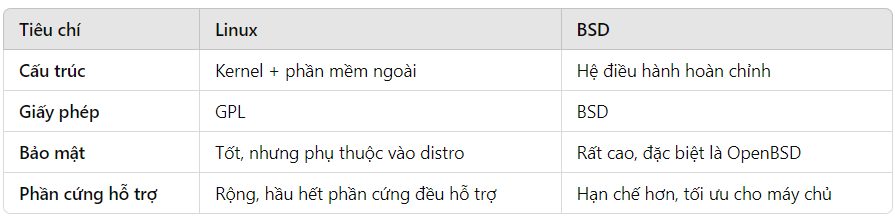 Tiêu chí Linux BSD
Cấu trúc Kernel + phần mềm ngoài Hệ điều hành hoàn chỉnh
Giấy phép GPL BSD
Bảo mật Tốt, nhưng phụ thuộc vào distro Rất cao, đặc biệt là OpenBSD
Phần cứng hỗ trợ Rộng, hầu hết phần cứng đều hỗ trợ Hạn chế hơn, tối ưu cho máy chủ